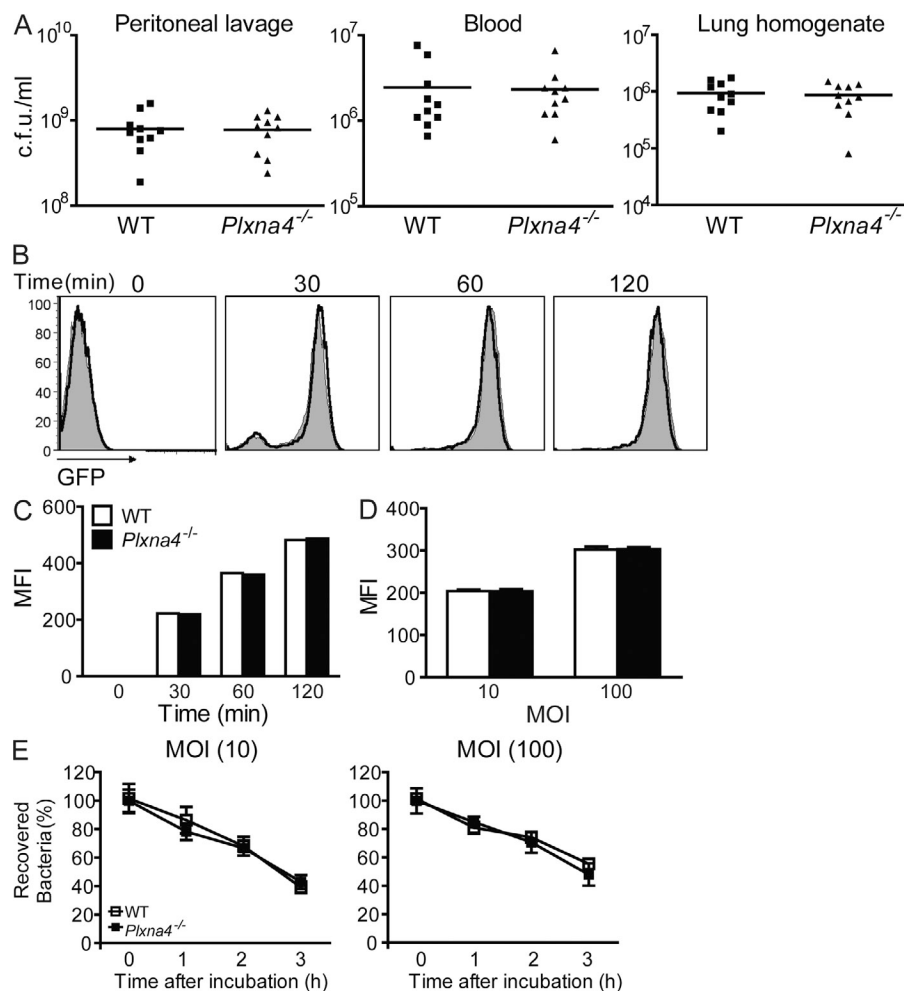 A
Peritoneal lavage
Blood
Lung homogenate
c.f.u./ml
10^10
10^9
10^8
WT
Plxna4^-/-
10^7
10^6
10^5
WT
Plxna4^-/-
10^7
10^6
10^5
10^4
WT
Plxna4^-/-
B
Time(min)
0
30
60
120
100
80
60
40
20
0
GFP
C
WT
Plxna4^-/-
MFI
600
400
200
0
0 30 60 120
Time (min)
D
MFI
400
300
200
100
0
10 100
MOI
E
MOI (10)
MOI (100)
Recovered
Bacteria(%)
120
100
80
60
40
20
0
WT
Plxna4^-/-
0 1 2 3
Time after incubation (h)
120
100
80
60
40
20
0
0 1 2 3
Time after incubation (h)